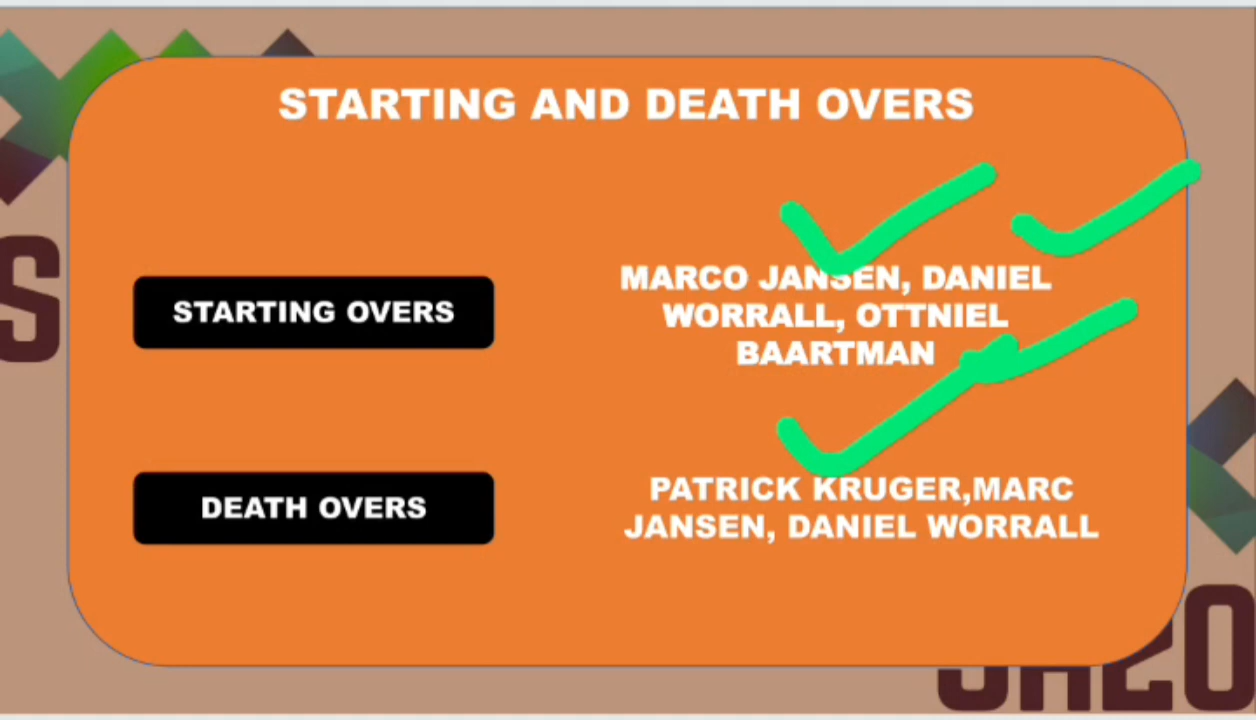 STARTING AND DEATH OVERS
STARTING OVERS
MARCO JANSEN, DANIEL
WORRALL, OTTNIEL
BAARTMAN
DEATH OVERS
PATRICK KRUGER,MARC
JANSEN, DANIEL WORRALL
S
SA20